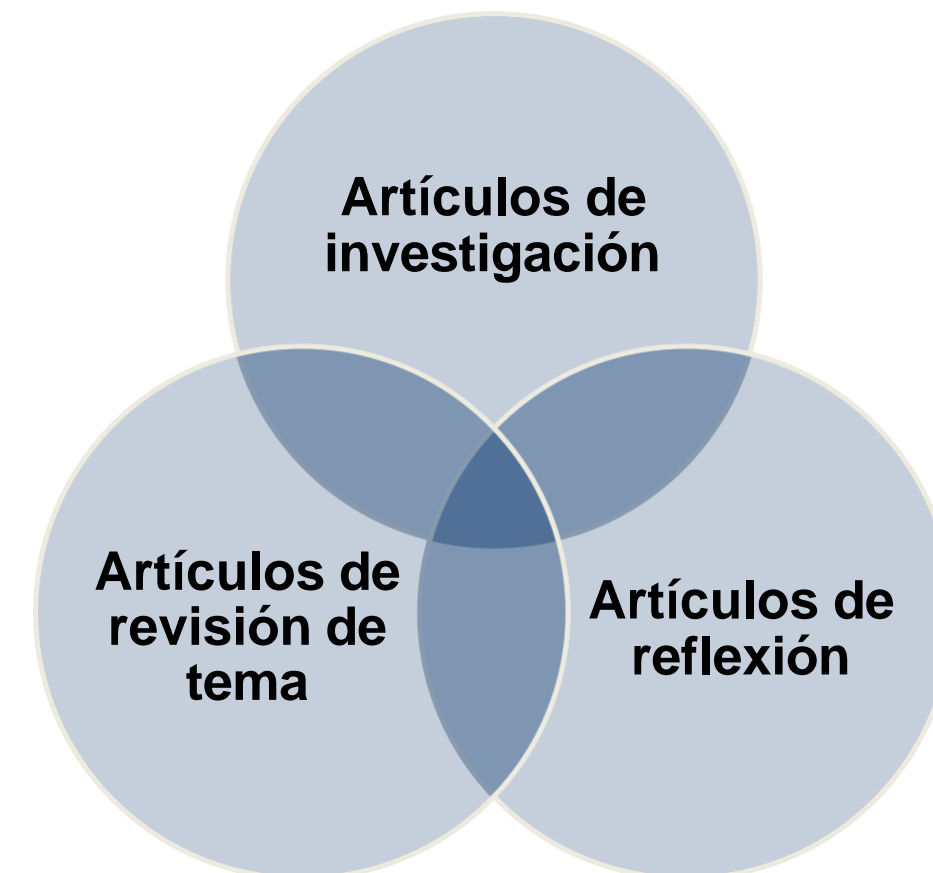 Artículos de
investigación
Artículos de
revisión de
tema
Artículos de
reflexión